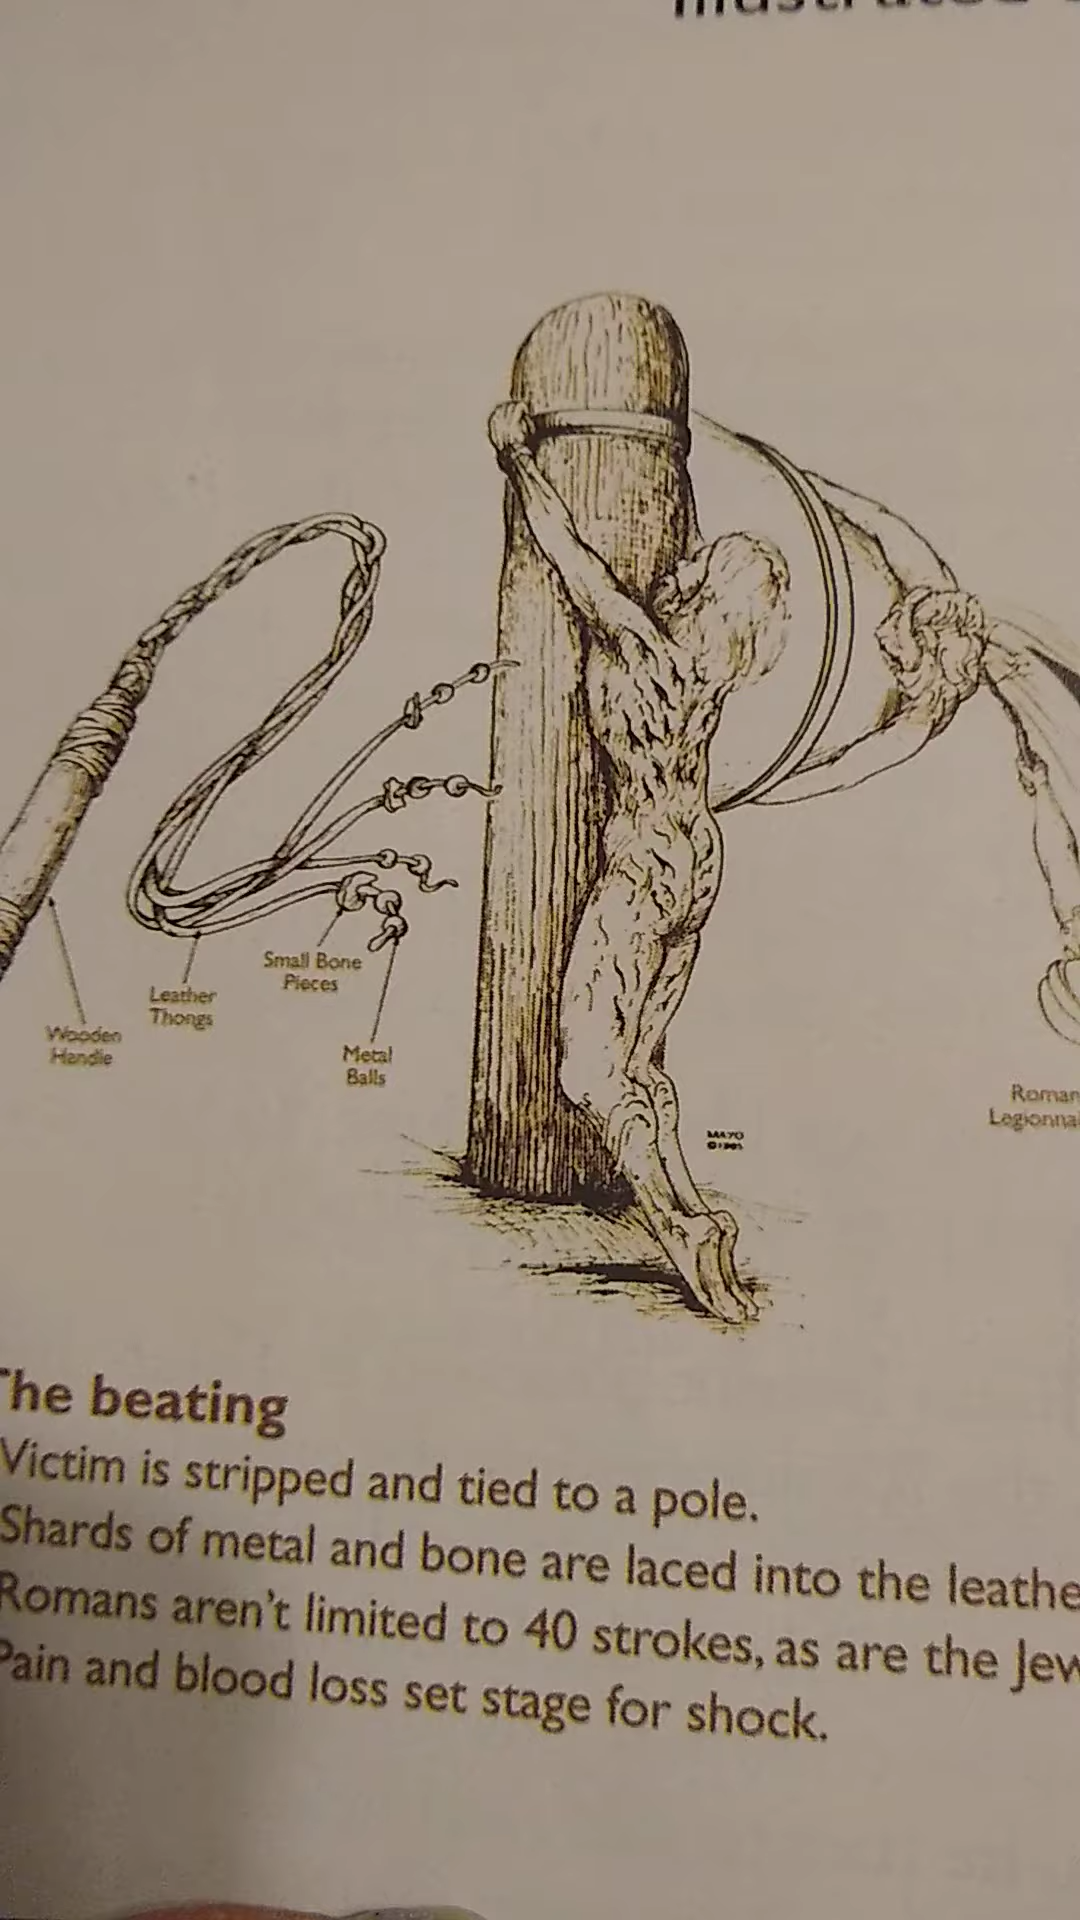 Small Bone
Pieces
Leather
Thongs
Wooden
Handle
Metal
Balls
MAYO
Roman
The beating
Victim is stripped and tied to a pole.
Shards of metal and bone are laced into the
Romans aren't limited to 40 strokes, as are the
Pain and blood loss set stage for shock.